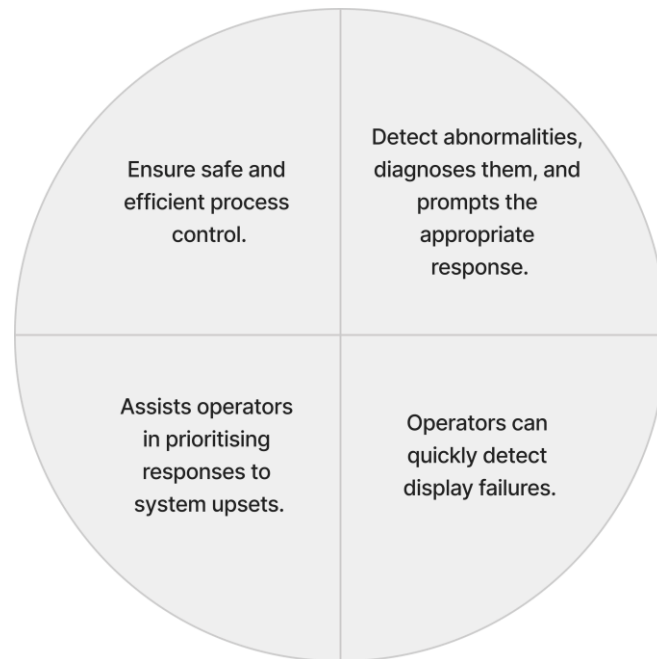 Ensure safe and
efficient process
control.
Detect abnormalities,
diagnoses them, and
prompts the
appropriate
response.
Assists operators
in prioritising
responses to
system upsets.
Operators can
quickly detect
display failures.